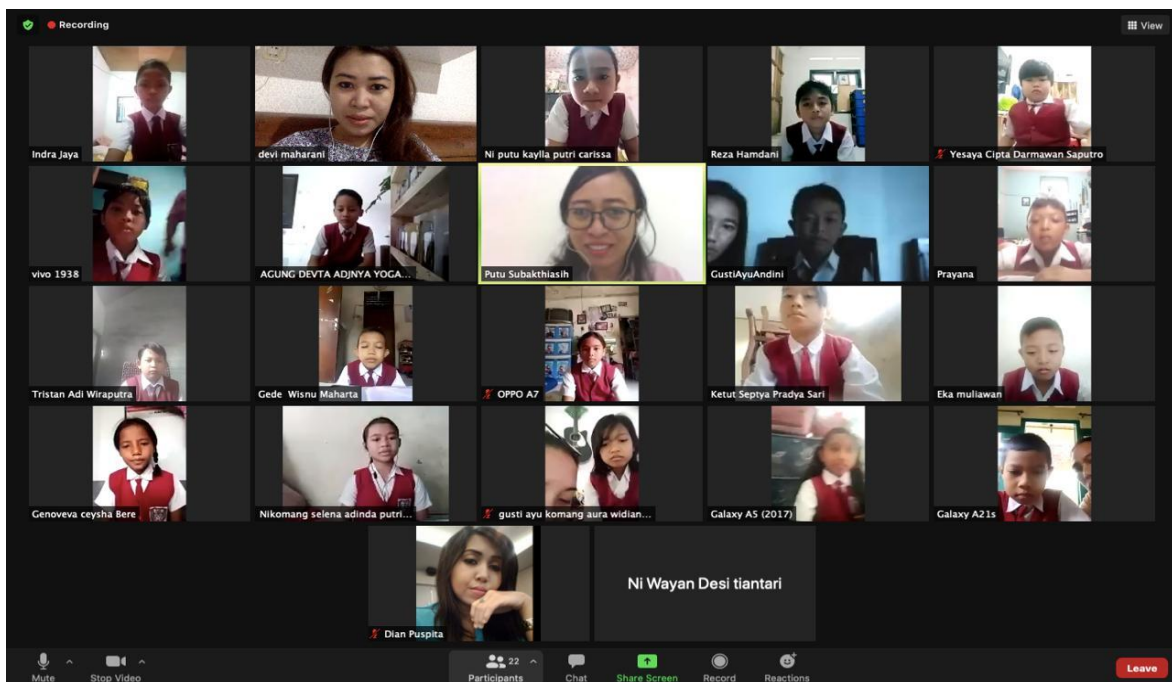 Recording
View
Indra Jaya
devi maharani
Ni putu kaylla putri carissa
Reza Hamdani
Yesaya Cipta Darmawan Saputro
vivo 1938
AGUNG DEVTA ADJNYA YOGA...
Putu Subakthiasih
GustiAyuAndini
Prayana
Tristan Adi Wiraputra
Gede Wisnu Maharta
OPPO A7
Ketut Septya Pradya Sari
Eka muliawan
Genoveva ceysha Bere
Nikomang selena adinda putri...
gusti ayu komang aura widian...
Galaxy A5 (2017)
Galaxy A21s
Dian Puspita
Ni Wayan Desi tiantari
Mute
Stop Video
22
Participants
Chat
Share Screen
Record
Reactions
Leave